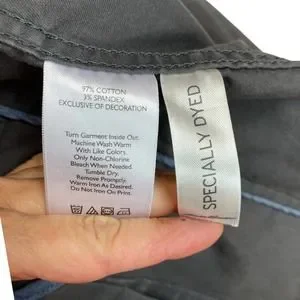 97% COTTON
3% SPANDEX
EXCLUSIVE OF DECORATION
Turn Garment Inside Out.
Machine Wash Warm
With Like Colors.
Only Non-Chlorine
Bleach When Needed.
Tumble Dry.
Remove Promptly.
Warm Iron As Desired.
Do Not Iron On Print.
SPECIALLY DYED